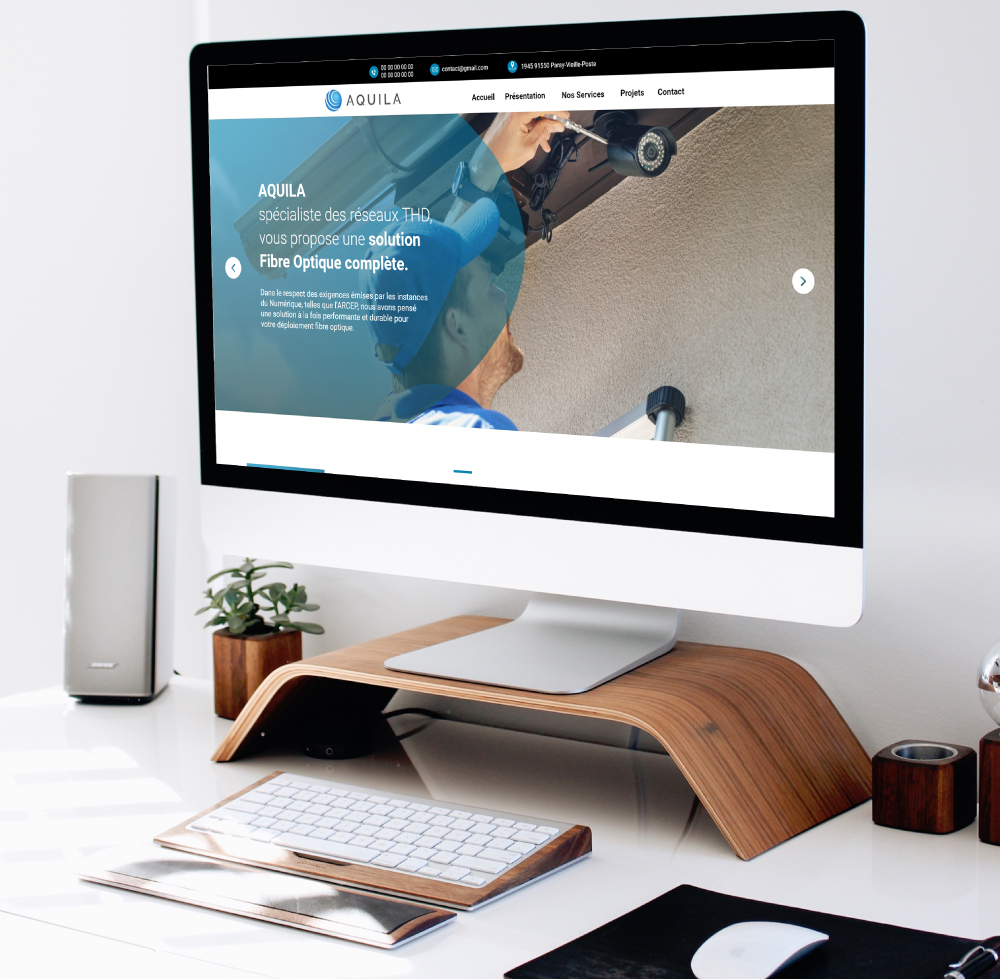 00 00 00 00 00
00 00 00 00 00
contact@gmail.com
1945 91550 Paray-Vieille-Poste
AQUILA
Accueil Présentation Nos Services Projets Contact
AQUILA
spécialiste des réseaux THD,
vous propose une solution
Fibre Optique complète.
Dans le respect des exigences émises par les instances
du Numérique, telles que l'ARCEP, nous avons pensé
une solution à la fois performante et durable pour
votre déploiement fibre optique.
BOSE